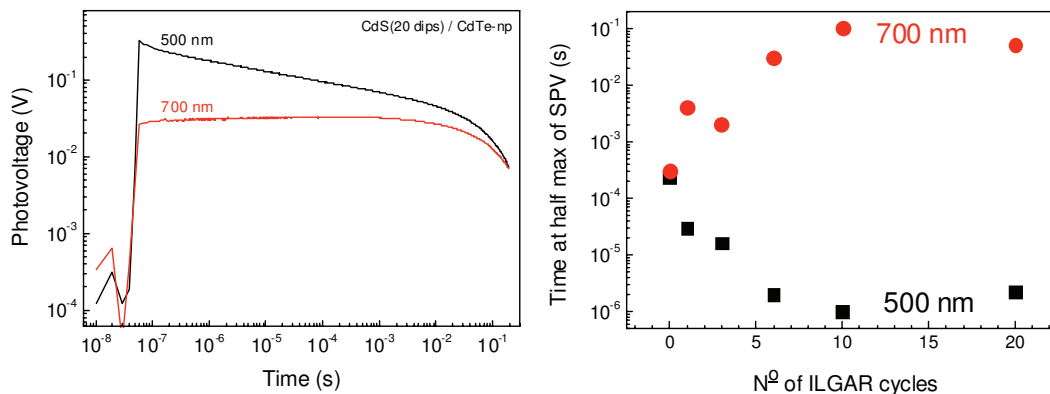 CdS(20 dips) / CdTe-np
500 nm
700 nm
Photovoltage (V)
10⁻¹
10⁻²
10⁻³
10⁻⁴
10⁻⁸ 10⁻⁷ 10⁻⁶ 10⁻⁵ 10⁻⁴ 10⁻³ 10⁻² 10⁻¹
Time (s)
700 nm
500 nm
Time at half max of SPV (s)
10⁻¹
10⁻²
10⁻³
10⁻⁴
10⁻⁵
10⁻⁶
0 5 10 15 20
Nº of ILGAR cycles